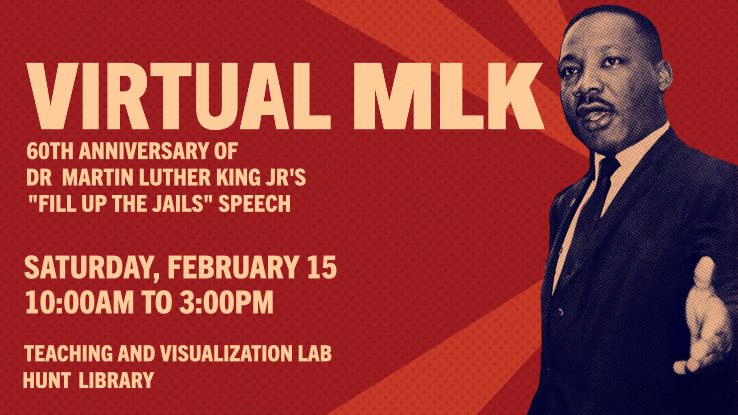 VIRTUAL MLK
60TH ANNIVERSARY OF
DR MARTIN LUTHER KING JR'S
"FILL UP THE JAILS" SPEECH
SATURDAY, FEBRUARY 15
10:00AM TO 3:00PM
TEACHING AND VISUALIZATION LAB
HUNT LIBRARY